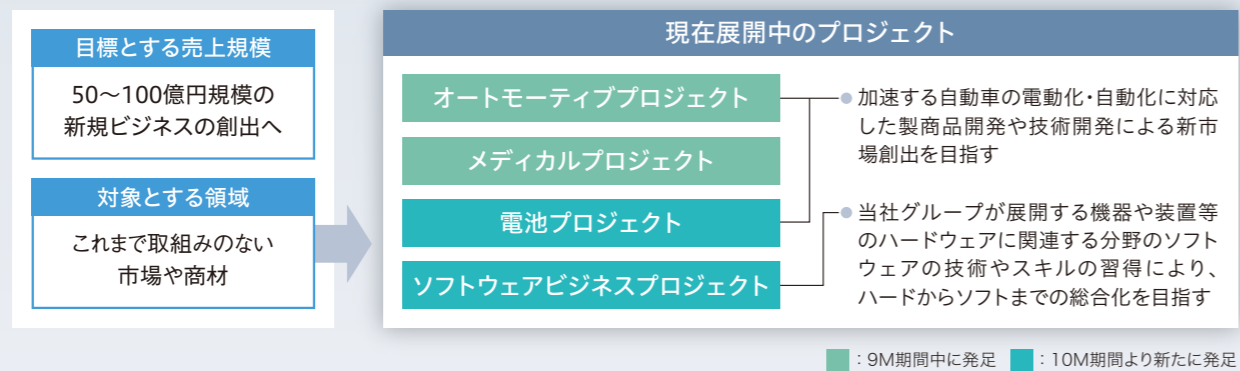 目標とする売上規模
50～100億円規模の
新規ビジネスの創出へ
対象とする領域
これまで取組みのない
市場や商材
現在展開中のプロジェクト
オートモーティブプロジェクト
メディカルプロジェクト
電池プロジェクト
ソフトウェアビジネスプロジェクト
●加速する自動車の電動化・自動化に対応
した製商品開発や技術開発による新市
場創出を目指す
●当社グループが展開する機器や装置等
のハードウェアに関連する分野のソフト
ウェアの技術やスキルの習得により、
ハードからソフトまでの総合化を目指す
：9M期間中に発足
：10M期間より新たに発足